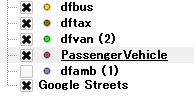 dfbus
dftax
dfvan (2)
PassengerVehicle
dfamb (1)
Google Streets